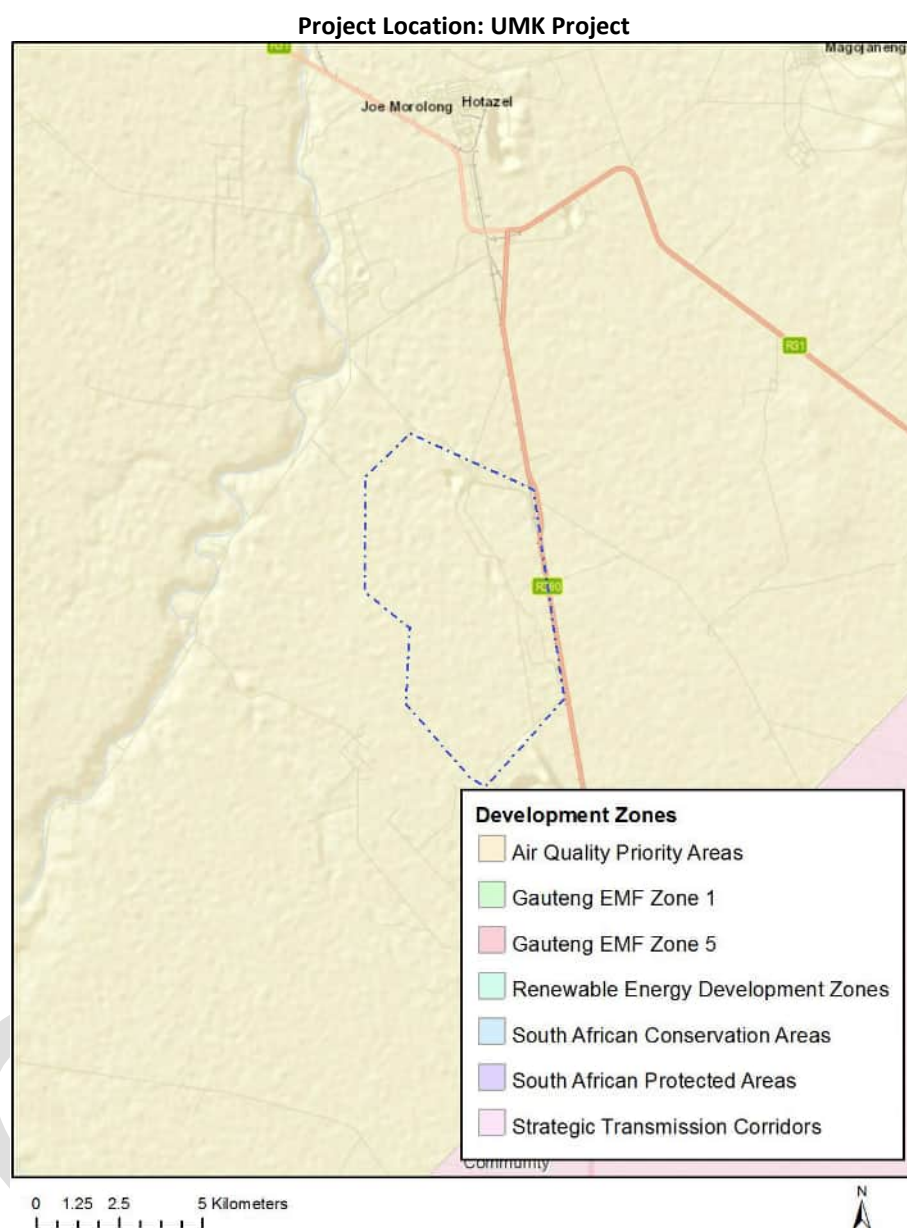 Project Location: UMK Project
R31
Magojaneng
Joe Morolong
Hotazel
R31
R380
Development Zones
Air Quality Priority Areas
Gauteng EMF Zone 1
Gauteng EMF Zone 5
Renewable Energy Development Zones
South African Conservation Areas
South African Protected Areas
Strategic Transmission Corridors
Community
0 1.25 2.5 5 Kilometers
N